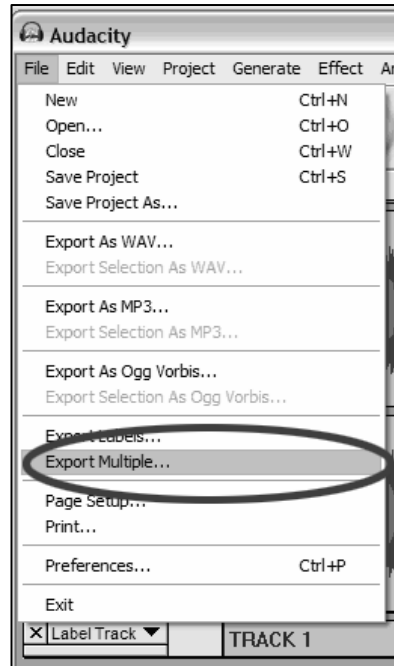 Audacity
File Edit View Project Generate Effect
New Ctrl+N
Open... Ctrl+O
Close Ctrl+W
Save Project Ctrl+S
Save Project As...
Export As WAV...
Export Selection As WAV...
Export As MP3...
Export Selection As MP3...
Export As Ogg Vorbis...
Export Selection As Ogg Vorbis...
Export Labels...
Export Multiple...
Page Setup...
Print...
Preferences... Ctrl+P
Exit
Label Track TRACK 1